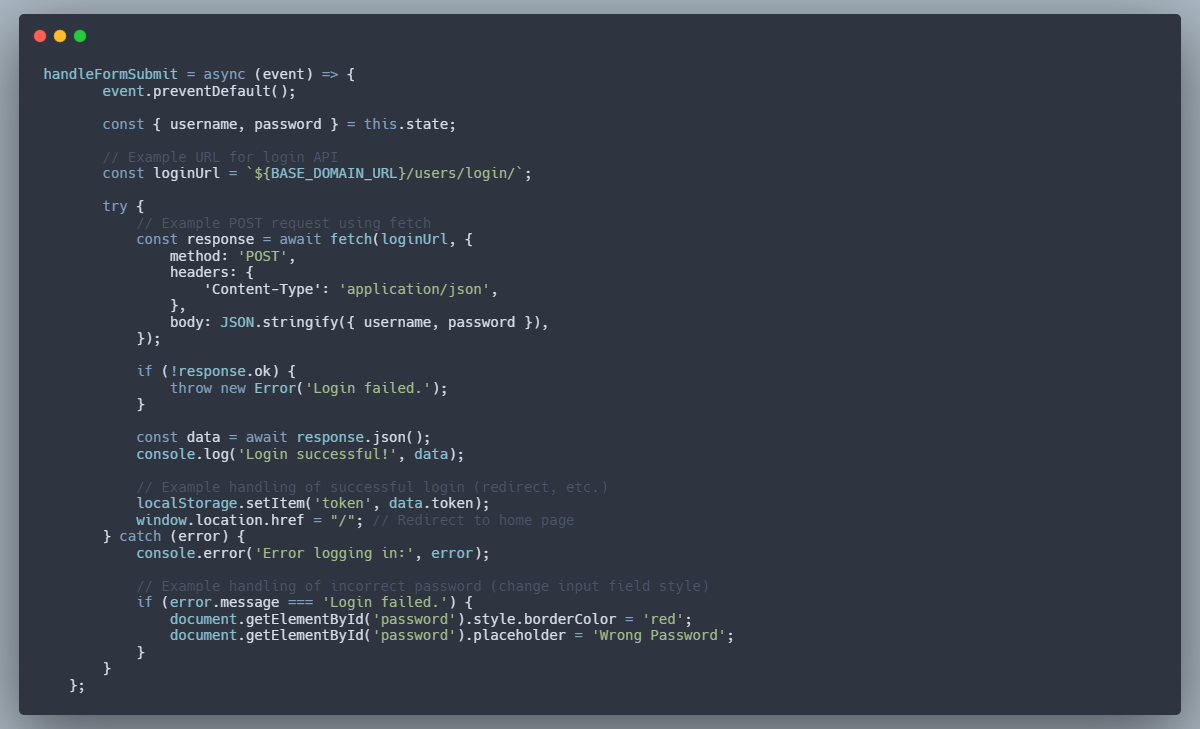 handleFormSubmit = async (event) => {
event.preventDefault();
const { username, password } = this.state;
// Example URL for login API
const loginUrl = `${BASE_DOMAIN_URL}/users/login/`;
try {
// Example POST request using fetch
const response = await fetch(loginUrl, {
method: 'POST',
headers: {
'Content-Type': 'application/json',
},
body: JSON.stringify({ username, password }),
});
if (!response.ok) {
throw new Error('Login failed.');
}
const data = await response.json();
console.log('Login successful!', data);
// Example handling of successful login (redirect, etc.)
localStorage.setItem('token', data.token);
window.location.href = "/"; // Redirect to home page
} catch (error) {
console.error('Error logging in:', error);
// Example handling of incorrect password (change input field style)
if (error.message === 'Login failed.') {
document.getElementById('password').style.borderColor = 'red';
document.getElementById('password').placeholder = 'Wrong Password';
}
}
};